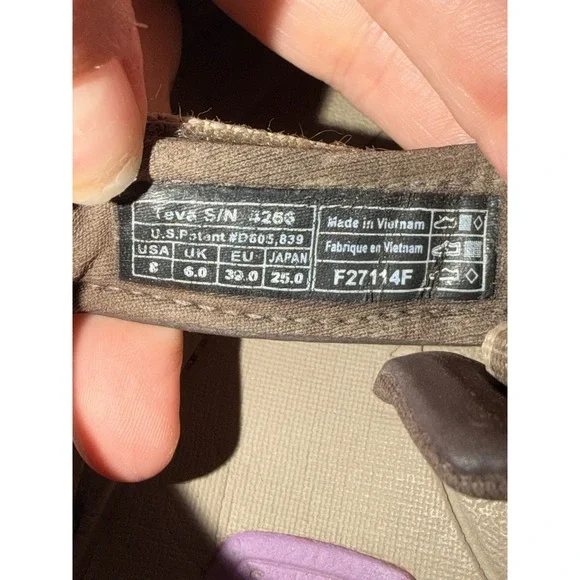 Teva S/N 4266
U.S.Patent #D605,839
USA UK EU JAPAN
8 6.0 39.0 25.0
Made in Vietnam
Fabrique en Vietnam
F27114F